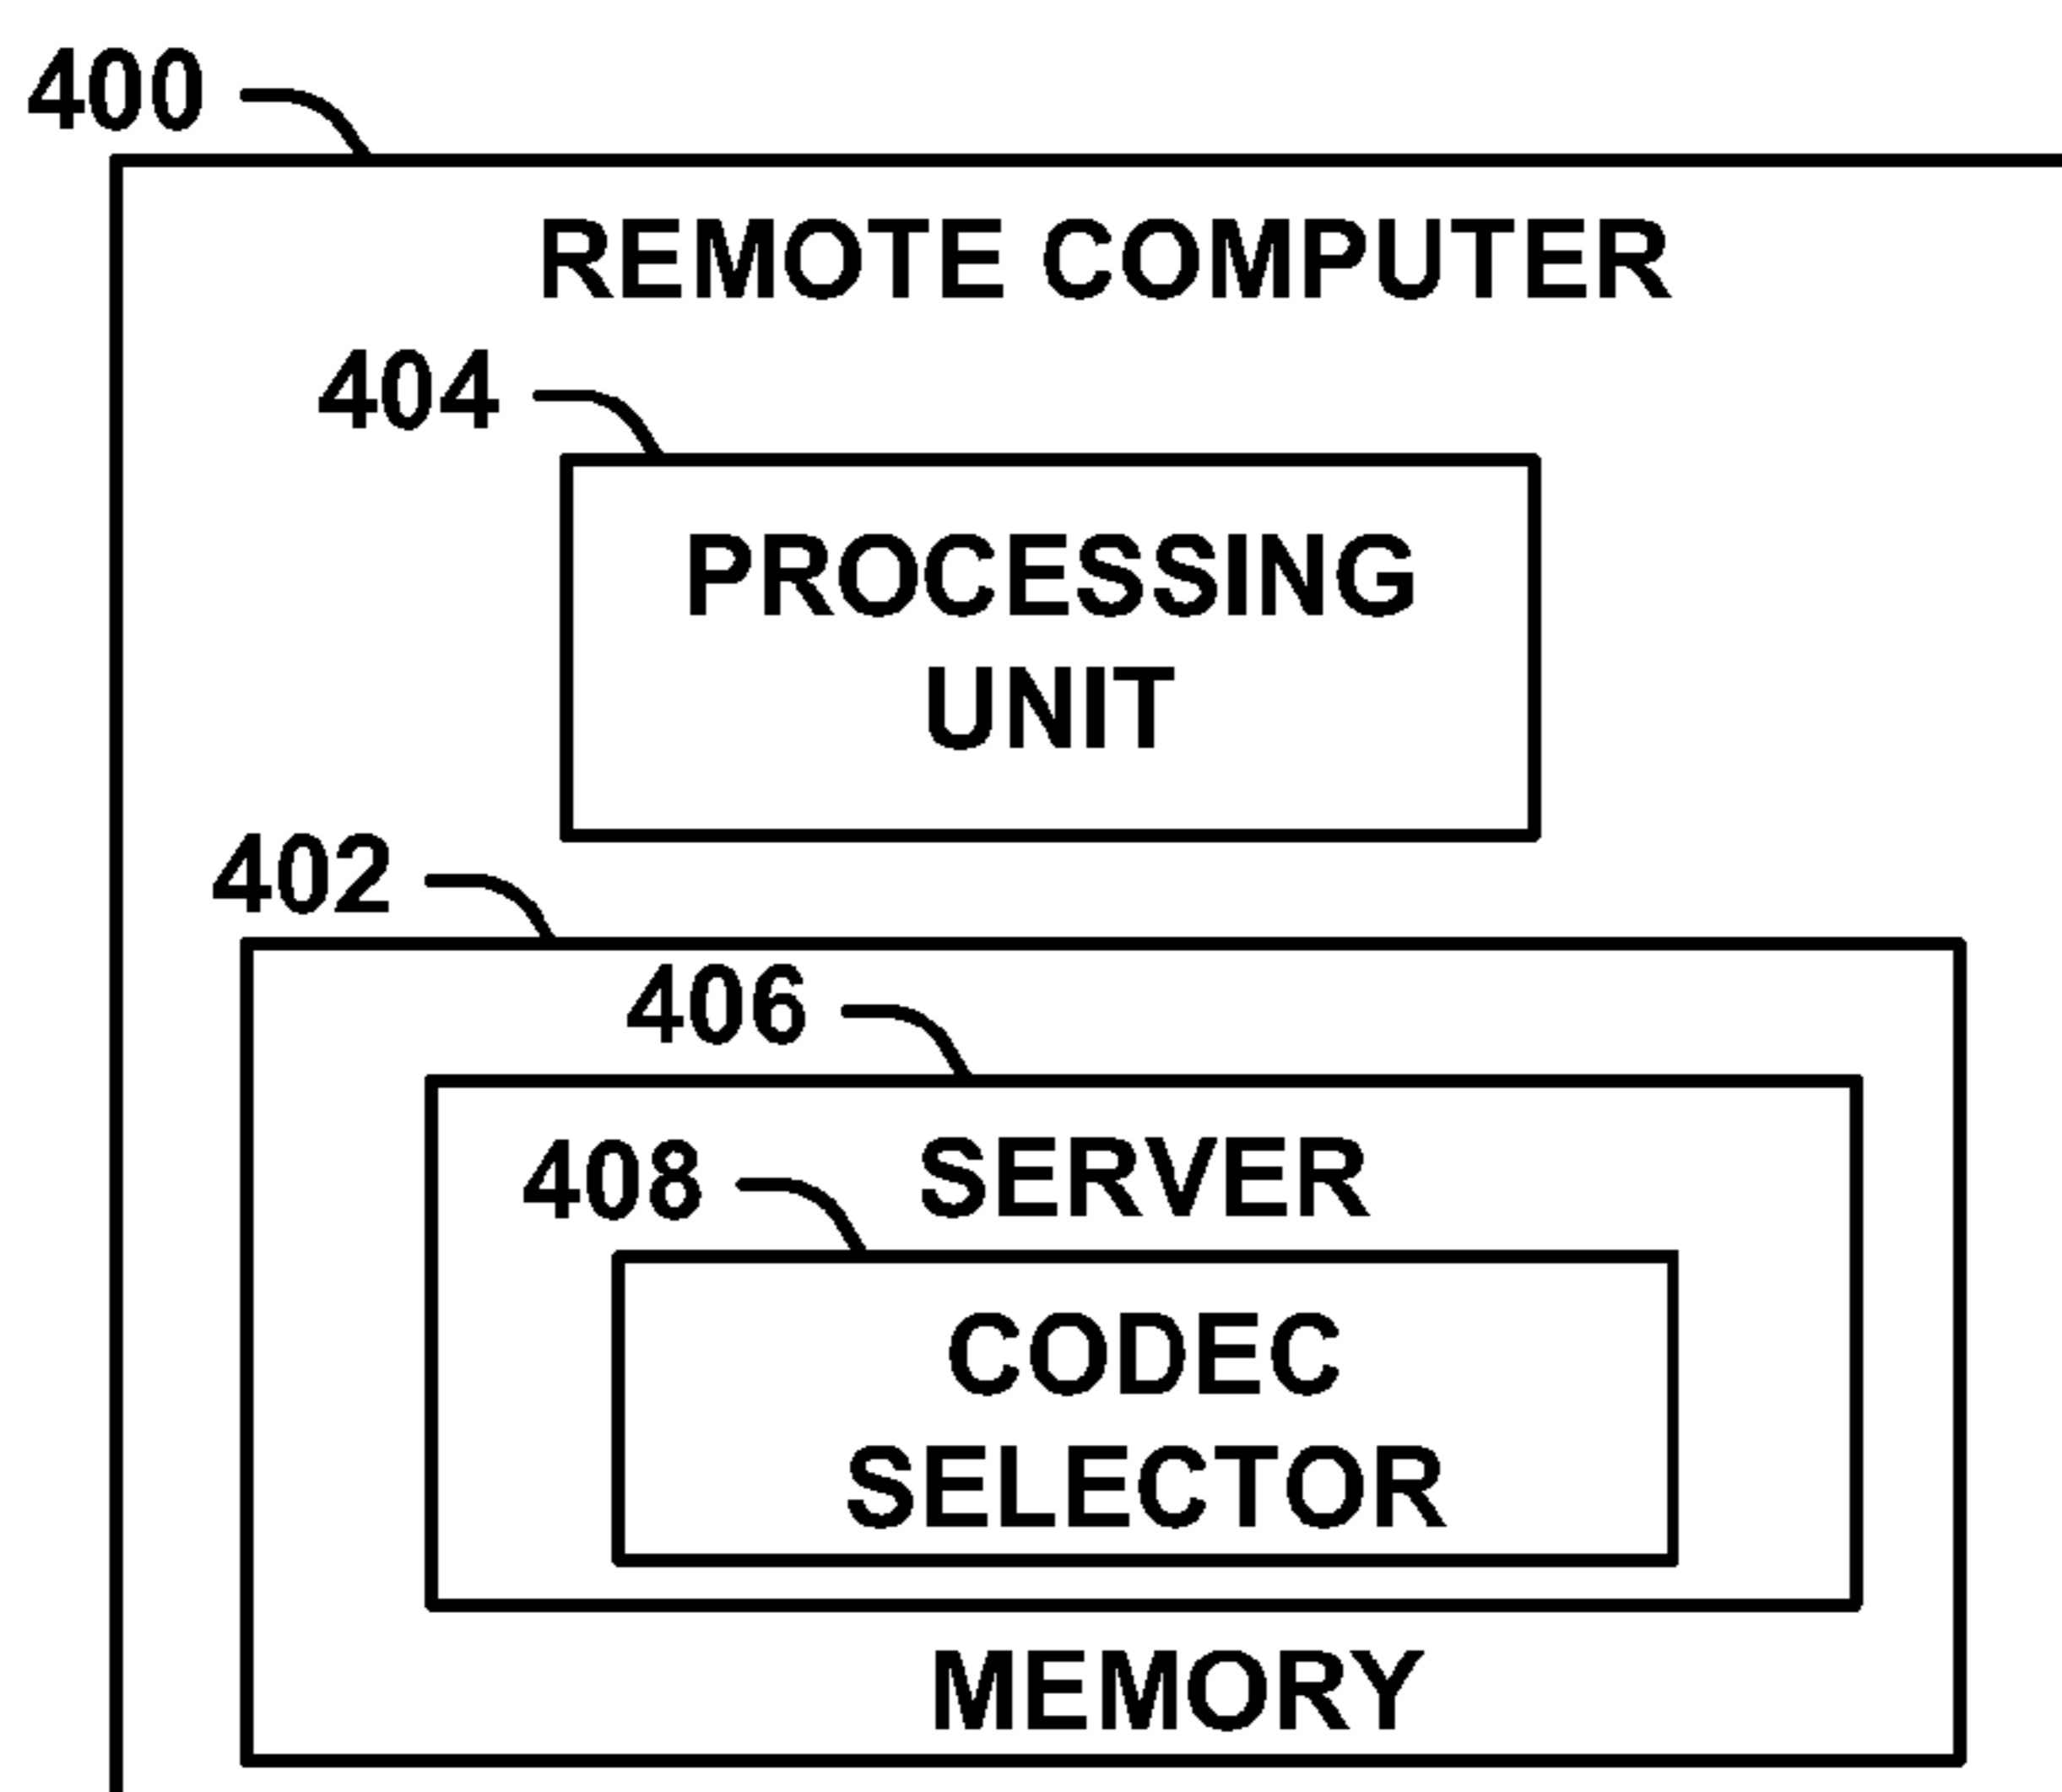 400
REMOTE COMPUTER
404
PROCESSING
UNIT
402
406
408
SERVER
CODEC
SELECTOR
MEMORY